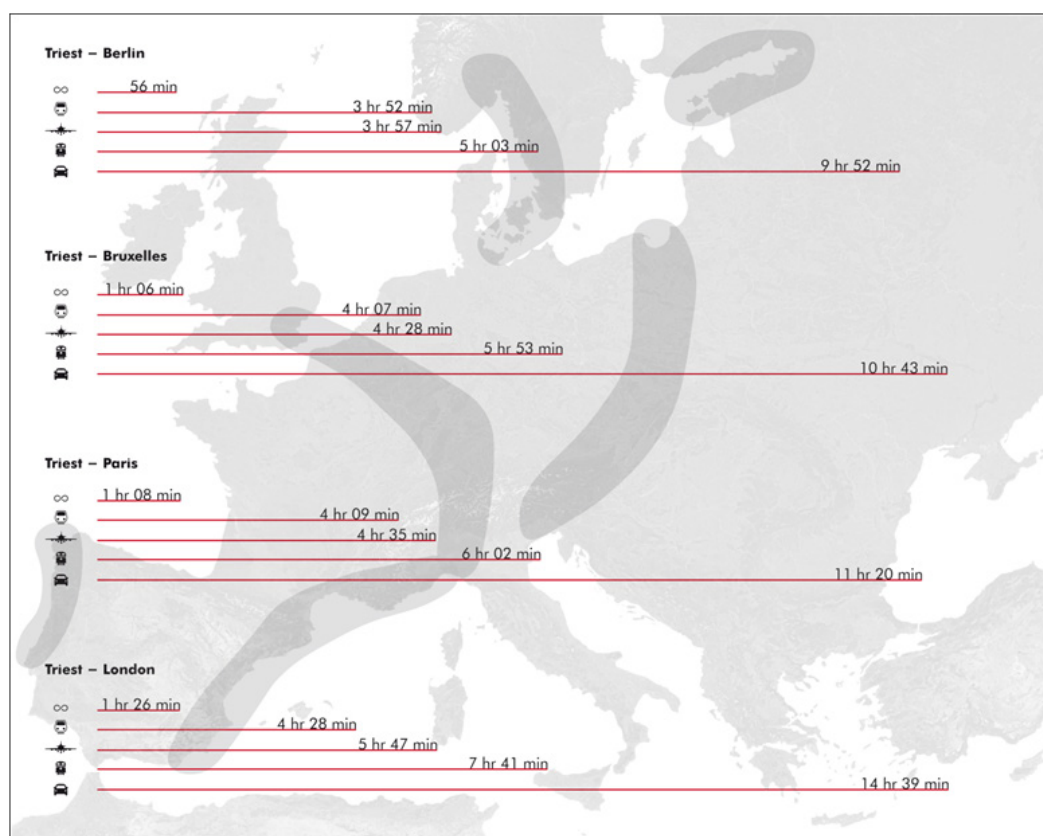 Triest – Berlin
56 min
3 hr 52 min
3 hr 57 min
5 hr 03 min
9 hr 52 min
Triest – Bruxelles
1 hr 06 min
4 hr 07 min
4 hr 28 min
5 hr 53 min
10 hr 43 min
Triest – Paris
1 hr 08 min
4 hr 09 min
4 hr 35 min
6 hr 02 min
11 hr 20 min
Triest – London
1 hr 26 min
4 hr 28 min
5 hr 47 min
7 hr 41 min
14 hr 39 min